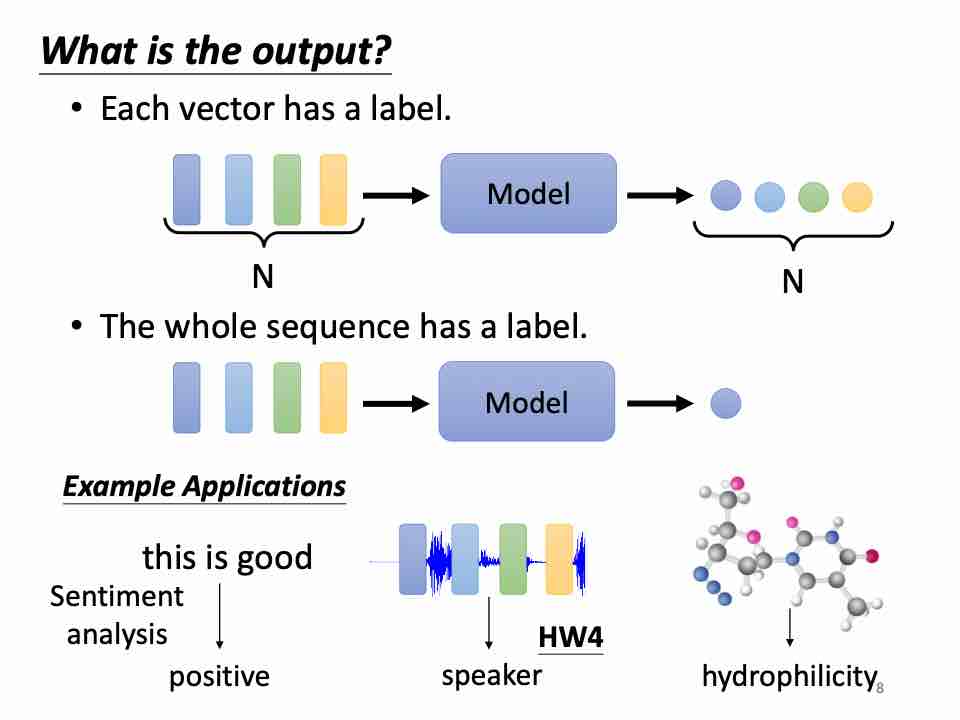 What is the output?
• Each vector has a label.
Model
N
N
• The whole sequence has a label.
Model
Example Applications
this is good
Sentiment
analysis
positive
HW4
speaker
hydrophilicity
8